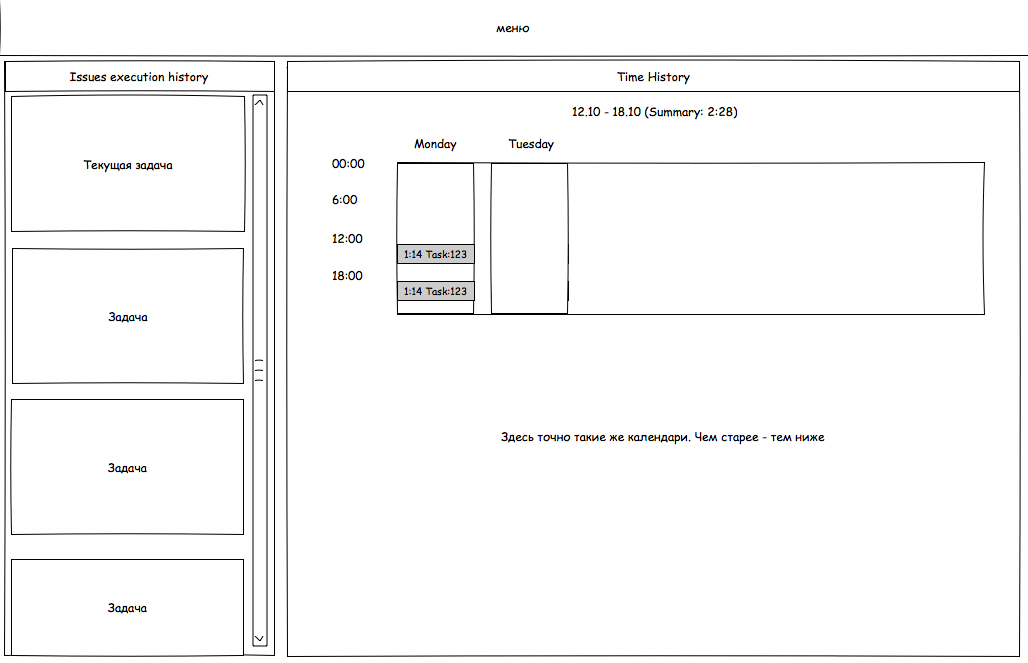 меню
Issues execution history
Текущая задача
Задача
Задача
Задача
Time History
12.10 - 18.10 (Summary: 2:28)
Monday Tuesday
00:00
6:00
12:00
1:14 Task:123
18:00
1:14 Task:123
Здесь точно такие же календари. Чем старее - тем ниже